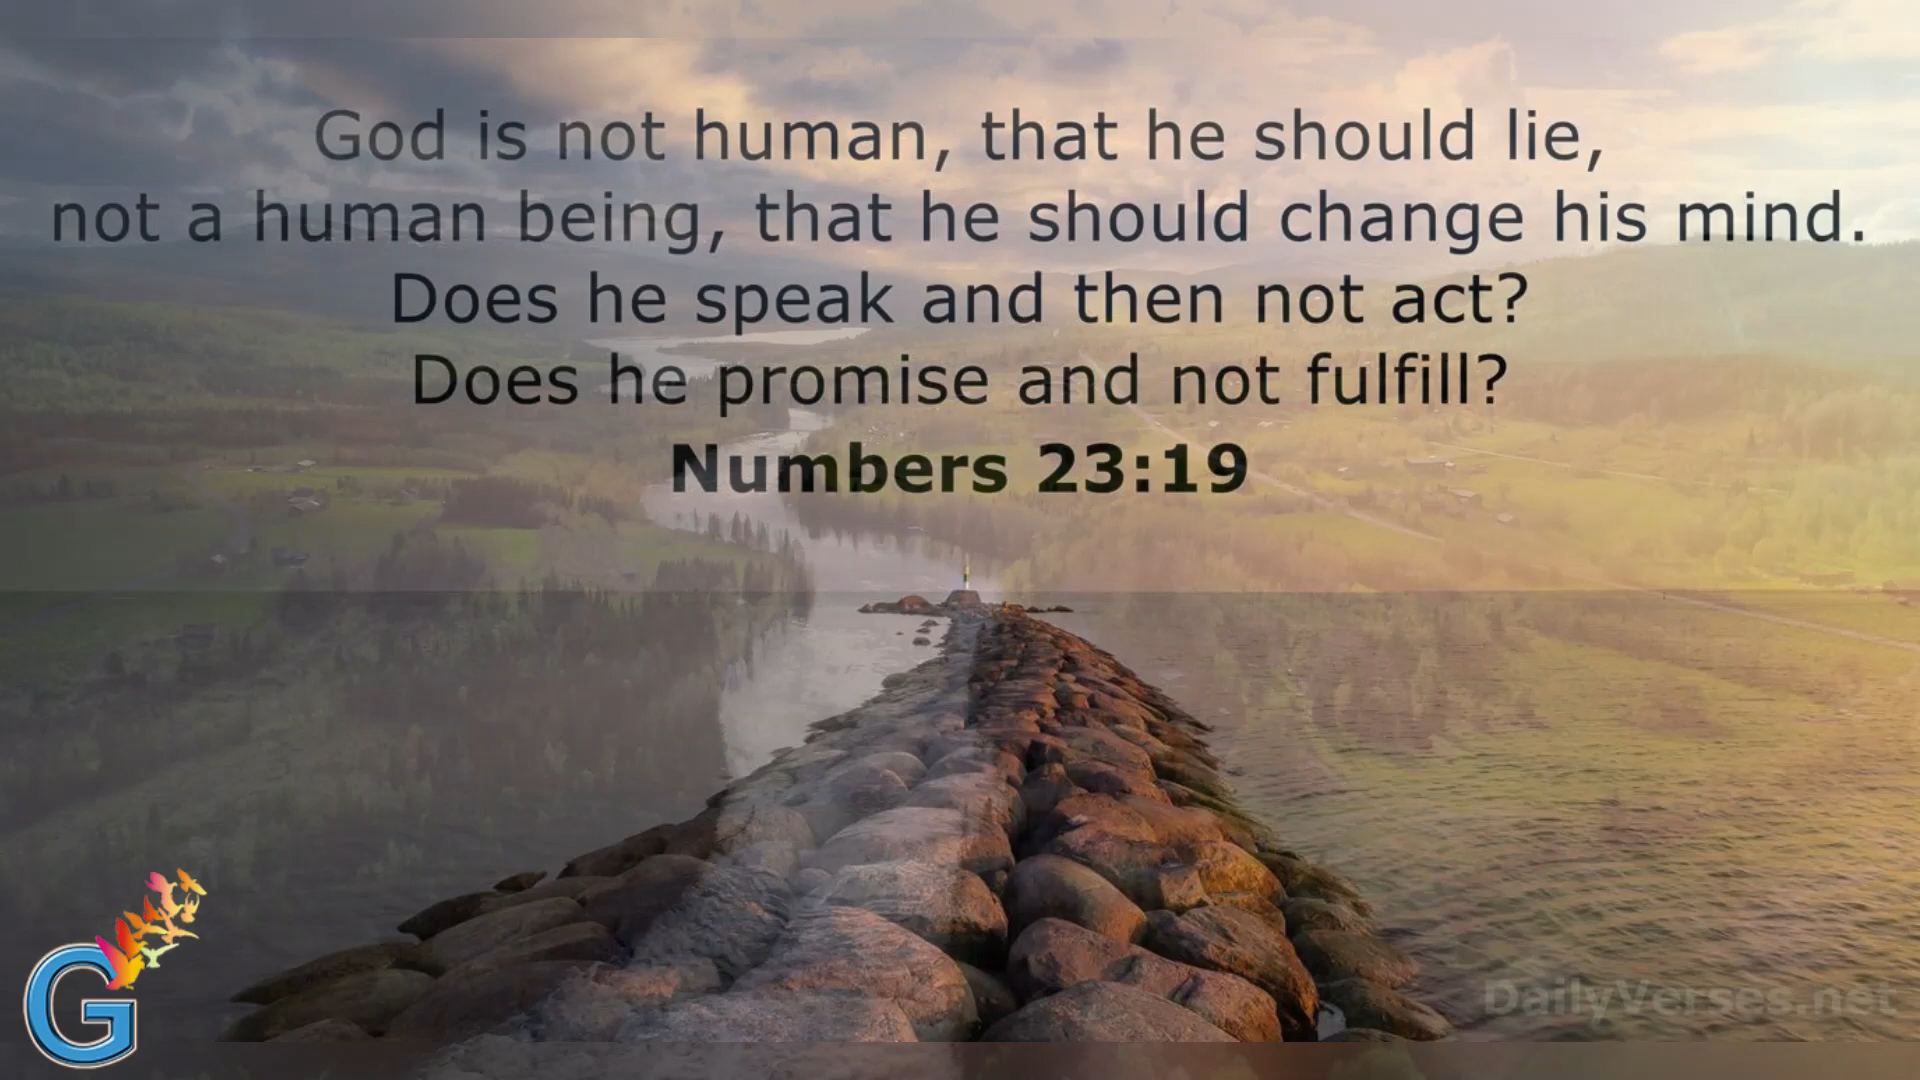 God is not human, that he should lie,
not a human being, that he should change his mind.
Does he speak and then not act?
Does he promise and not fulfill?
Numbers 23:19
G
DailyVerses.net